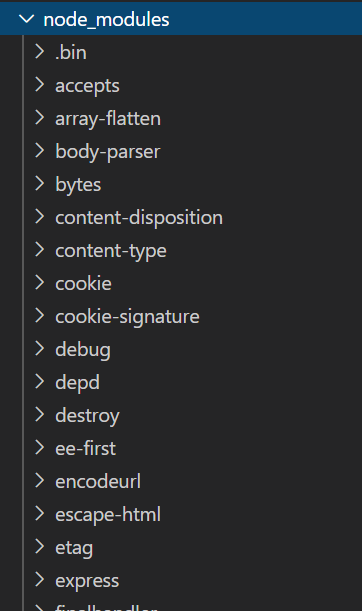 node_modules
.bin
accepts
array-flatten
body-parser
bytes
content-disposition
content-type
cookie
cookie-signature
debug
depd
destroy
ee-first
encodeurl
escape-html
etag
express
finalhandler